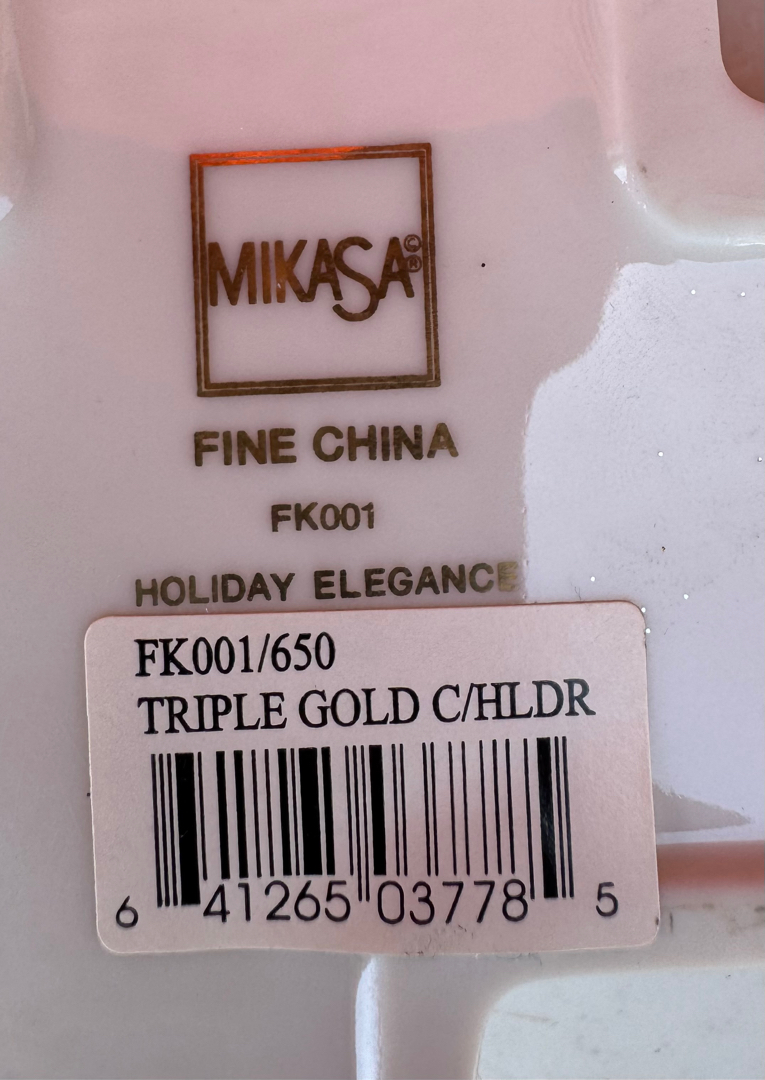 MIKASA©®
FINE CHINA
FK001
HOLIDAY ELEGANCE
FK001/650
TRIPLE GOLD C/HLDR
6 41265 03778 5